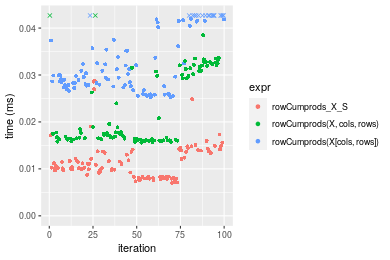 0.04
0.03
0.02
0.01
0.00
0
25
50
75
100
iteration
time (ms)
expr
rowCumprods_X_S
rowCumprods(X, cols, rows)
rowCumprods(X[cols, rows])